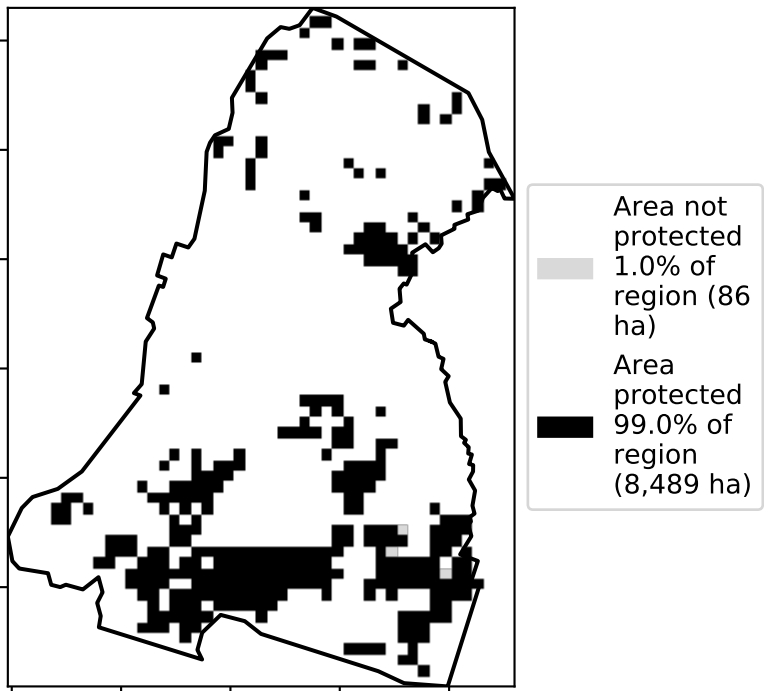 Area not
protected
1.0% of
region (86
ha)
Area
protected
99.0% of
region
(8,489 ha)